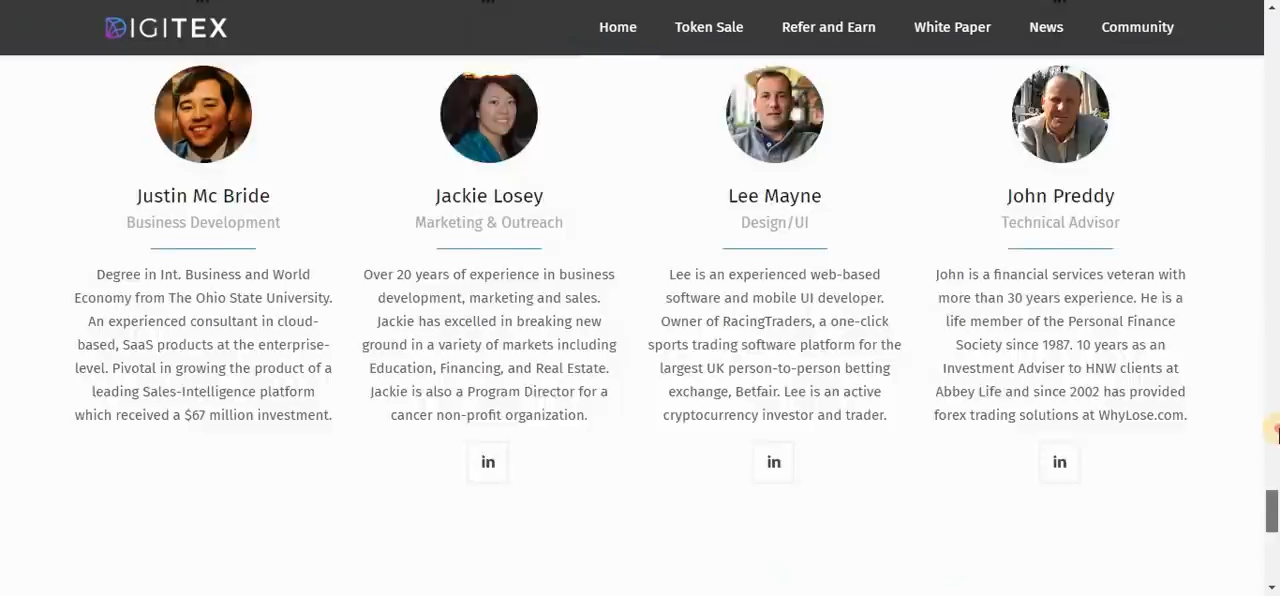 DIGITEX
Home Token Sale Refer and Earn White Paper News Community
Justin Mc Bride
Business Development
Degree in Int. Business and World
Economy from The Ohio State University.
An experienced consultant in cloud-
based, SaaS products at the enterprise-
level. Pivotal in growing the product of a
leading Sales-Intelligence platform
which received a $67 million investment.
Jackie Losey
Marketing & Outreach
Over 20 years of experience in business
development, marketing and sales.
Jackie has excelled in breaking new
ground in a variety of markets including
Education, Financing, and Real Estate.
Jackie is also a Program Director for a
cancer non-profit organization.
in
Lee Mayne
Design/UI
Lee is an experienced web-based
software and mobile UI developer.
Owner of RacingTraders, a one-click
sports trading software platform for the
largest UK person-to-person betting
exchange, Betfair. Lee is an active
cryptocurrency investor and trader.
in
John Preddy
Technical Advisor
John is a financial services veteran with
more than 30 years experience. He is a
life member of the Personal Finance
Society since 1987. 10 years as an
Investment Adviser to HNW clients at
Abbey Life and since 2002 has provided
forex trading solutions at WhyLose.com.
in